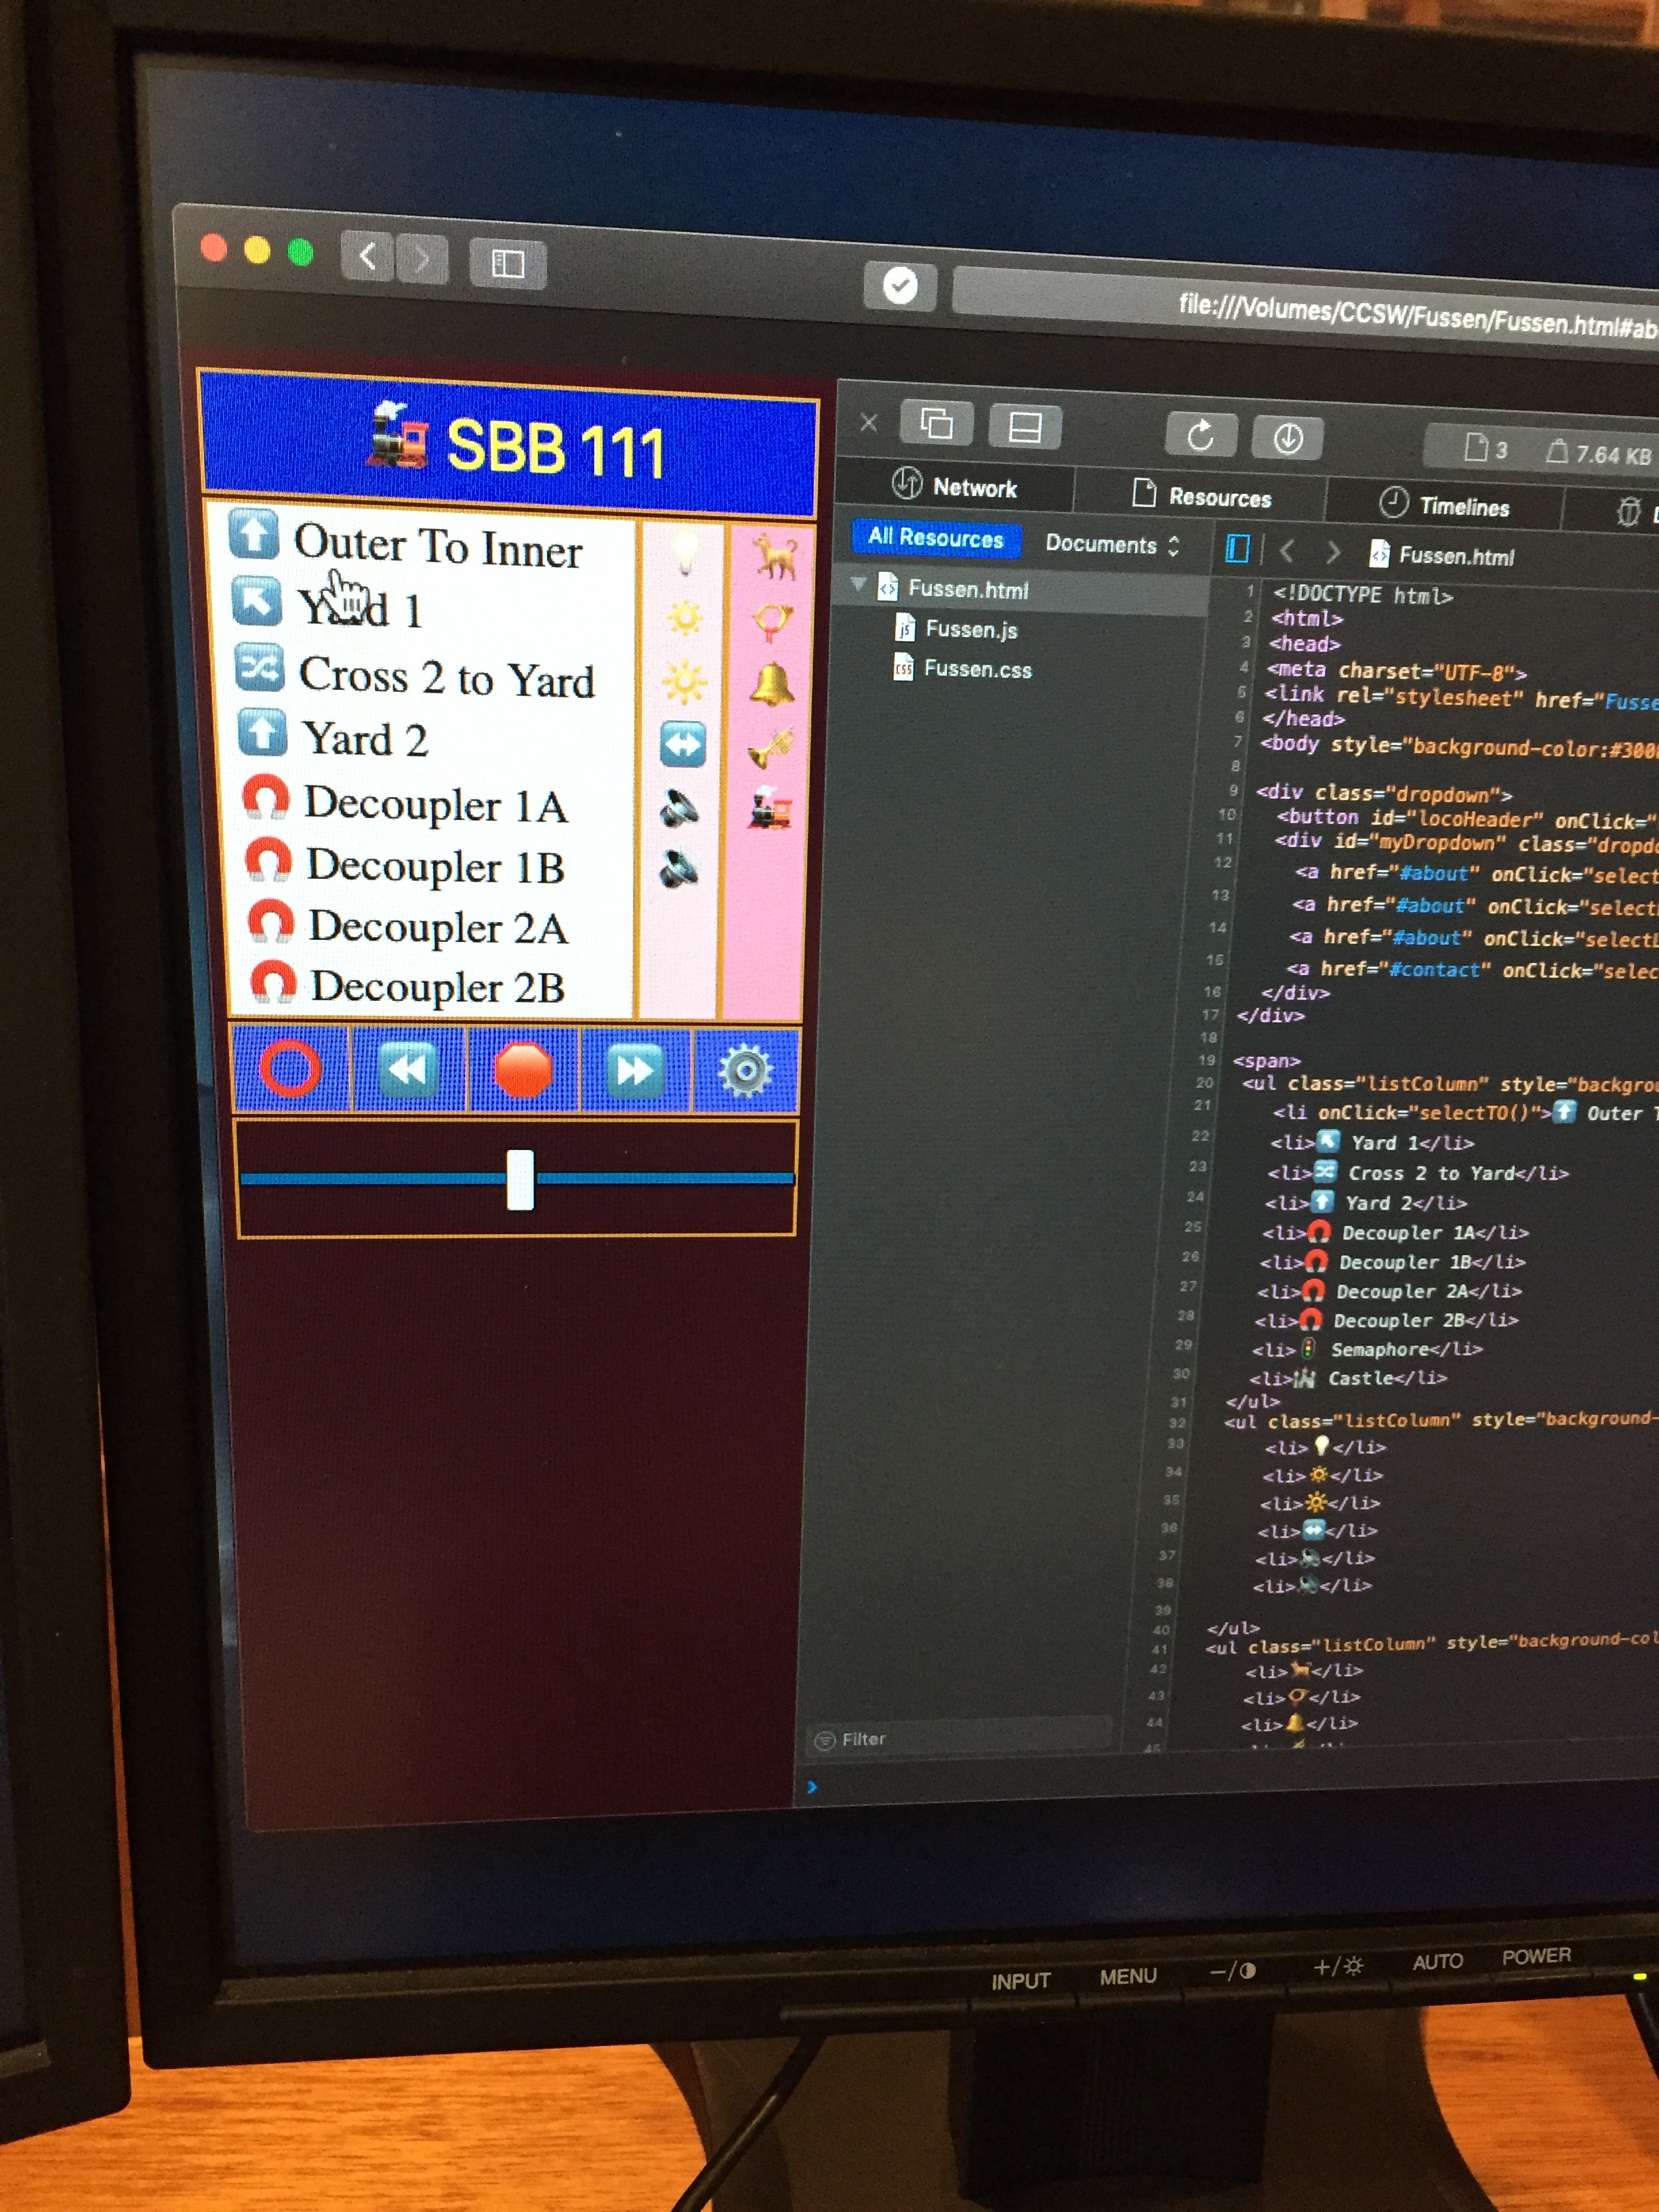 file:///Volumes/CCSW/Fussen/Fussen.html#ab
SBB 111
Outer To Inner
Yard 1
Cross 2 to Yard
Yard 2
Decoupler 1A
Decoupler 1B
Decoupler 2A
Decoupler 2B
3 7.64 KB
Network Resources Timelines
All Resources Documents Fussen.html
Fussen.html
Fussen.js
Fussen.css
Filter
1 <!DOCTYPE html>
2 <html>
3 <head>
4 <meta charset="UTF-8">
5 <link rel="stylesheet" href="Fusse
6 </head>
7 <body style="background-color:#300
8
9 <div class="dropdown">
10 <button id="locoHeader" onClick="
11 <div id="myDropdown" class="dropdo
12 <a href="#about" onClick="select
13 <a href="#about" onClick="select
14 <a href="#about" onClick="selectL
15 <a href="#contact" onClick="selec
16 </div>
17 </div>
18
19 <span>
20 <ul class="listColumn" style="backgrou
21 <li onClick="selectTO()">⬆️ Outer T
22 <li>↖️ Yard 1</li>
23 <li>🔀 Cross 2 to Yard</li>
24 <li>⬆️ Yard 2</li>
25 <li>🧲 Decoupler 1A</li>
26 <li>🧲 Decoupler 1B</li>
27 <li>🧲 Decoupler 2A</li>
28 <li>🧲 Decoupler 2B</li>
29 <li>🚦 Semaphore</li>
30 <li>🏰 Castle</li>
31 </ul>
32 <ul class="listColumn" style="background-
33 <li>💡</li>
34 <li>🔅</li>
35 <li>🔆</li>
36 <li>↔️</li>
37 <li>🔊</li>
38 <li>🔊</li>
39
40 </ul>
41 <ul class="listColumn" style="background-col
42 <li>🐕</li>
43 <li>📯</li>
44 <li>🔔</li>
45
INPUT MENU −/◐ +/☼ AUTO POWER